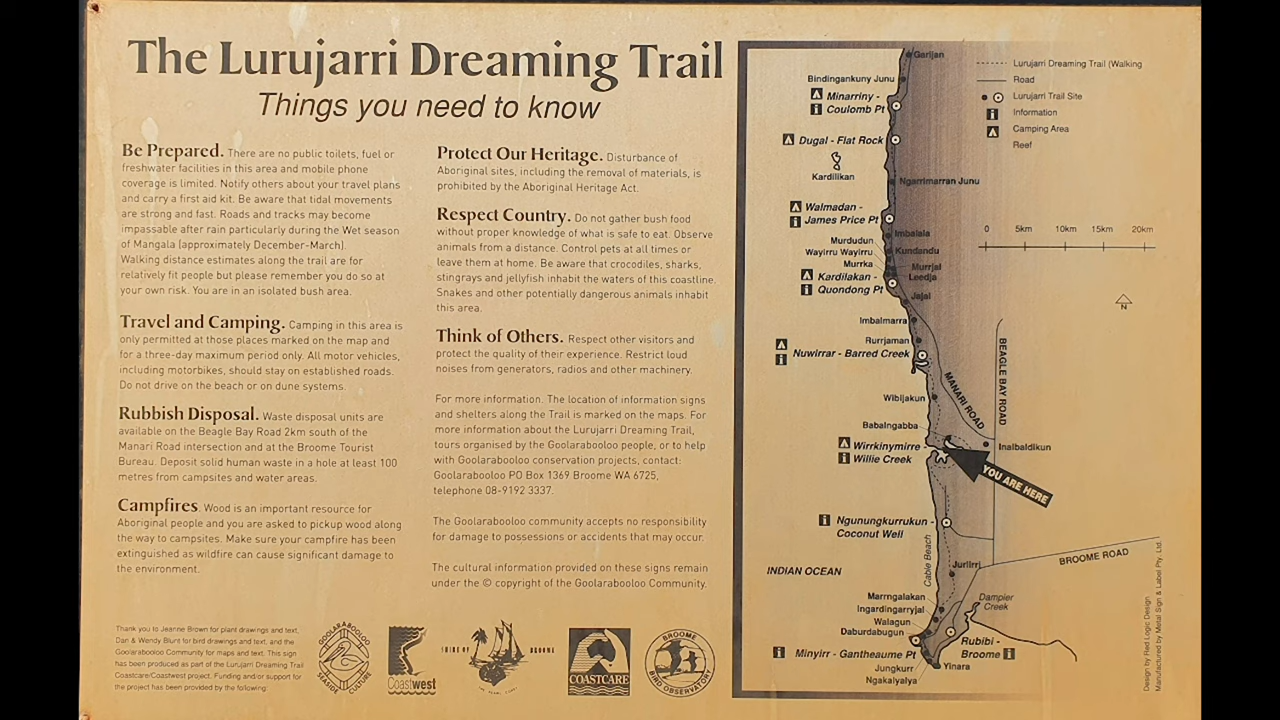 The Lurujarri Dreaming Trail
Things you need to know
Be Prepared. There are no public toilets, fuel or
freshwater facilities in this area and mobile phone
coverage is limited. Notify others about your travel plans
and carry a first aid kit. Be aware that tidal movements
are strong and fast. Roads and tracks may become
impassable after rain particularly during the Wet season
of Mangala (approximately December-March).
Walking distance estimates along the trail are for
relatively fit people but please remember you do so at
your own risk. You are in an isolated bush area.
Travel and Camping. Camping in this area is
only permitted at those places marked on the map and
for a three-day maximum period only. All motor vehicles,
including motorbikes, should stay on established roads.
Do not drive on the beach or on dune systems.
Rubbish Disposal. Waste disposal units are
available on the Beagle Bay Road 2km south of the
Manari Road intersection and at the Broome Tourist
Bureau. Deposit solid human waste in a hole at least 100
metres from campsites and water areas.
Campfires. Wood is an important resource for
Aboriginal people and you are asked to pickup wood along
the way to campsites. Make sure your campfire has been
extinguished as wildfire can cause significant damage to
the environment.
Protect Our Heritage. Disturbance of
Aboriginal sites, including the removal of materials, is
prohibited by the Aboriginal Heritage Act.
Respect Country. Do not gather bush food
without proper knowledge of what is safe to eat. Observe
animals from a distance. Control pets at all times or
leave them at home. Be aware that crocodiles, sharks,
stingrays and jellyfish inhabit the waters of this coastline.
Snakes and other potentially dangerous animals inhabit
this area.
Think of Others. Respect other visitors and
protect the quality of their experience. Restrict loud
noises from generators, radios and other machinery.
For more information. The location of information signs
and shelters along the Trail is marked on the maps. For
more information about the Lurujarri Dreaming Trail,
tours organised by the Goolarabooloo people, or to help
with Goolarabooloo conservation projects, contact:
Goolarabooloo PO Box 1369 Broome WA 6725,
telephone 08-9192 3337.
The Goolarabooloo community accepts no responsibility
for damage to possessions or accidents that may occur.
The cultural information provided on these signs remain
under the © copyright of the Goolarabooloo Community.
Thank you to Jeanne Brown for plant drawings and text,
Dan & Wendy Blunt for bird drawings and text, and the
Goolarabooloo Community for maps and text. This sign
has been produced as part of the Lurujarri Dreaming Trail
Coastcare/Coastwest project. Funding and/or support for
the project has been provided by the following:
GOOLARABOOLOO
SEASIDE CULTURE
Coastwest
SHIRE OF BROOME
COASTCARE
BROOME
BIRD OBSERVATORY
Garijan
Bindingankuny Junu
Minarriny -
Coulomb Pt
Dugal - Flat Rock
Kardilikan
Ngarrimarran Junu
Walmadan -
James Price Pt
Imbalala
Murdudun
Kundandu
Wayirru Wayirru
Murrka
Murrjal
Kardilakan -
Leedja
Quondong Pt
Jajal
Imbalmarra
Rurrjaman
Nuwirrar - Barred Creek
Wibijakun
Babalngabba
Wirrkinymirre
Willie Creek
Inalbaldikun
YOU ARE HERE
MANARI ROAD
BEAGLE BAY ROAD
Ngunungkurrukun -
Coconut Well
Cable Beach
BROOME ROAD
INDIAN OCEAN
Jurlirri
Marrngalakan
Ingardingarryjal
Dampier
Creek
Walagun
Daburdabugun
Rubibi -
Broome
Minyirr - Gantheaume Pt
Yinara
Jungkurr
Ngakalyalya
Lurujarri Dreaming Trail (Walking
Road
Lurujarri Trail Site
Information
Camping Area
Reef
0 5km 10km 15km 20km
N
Design by Red Logic Design
Manufactured by Metal Sign & Label Pty. Ltd.